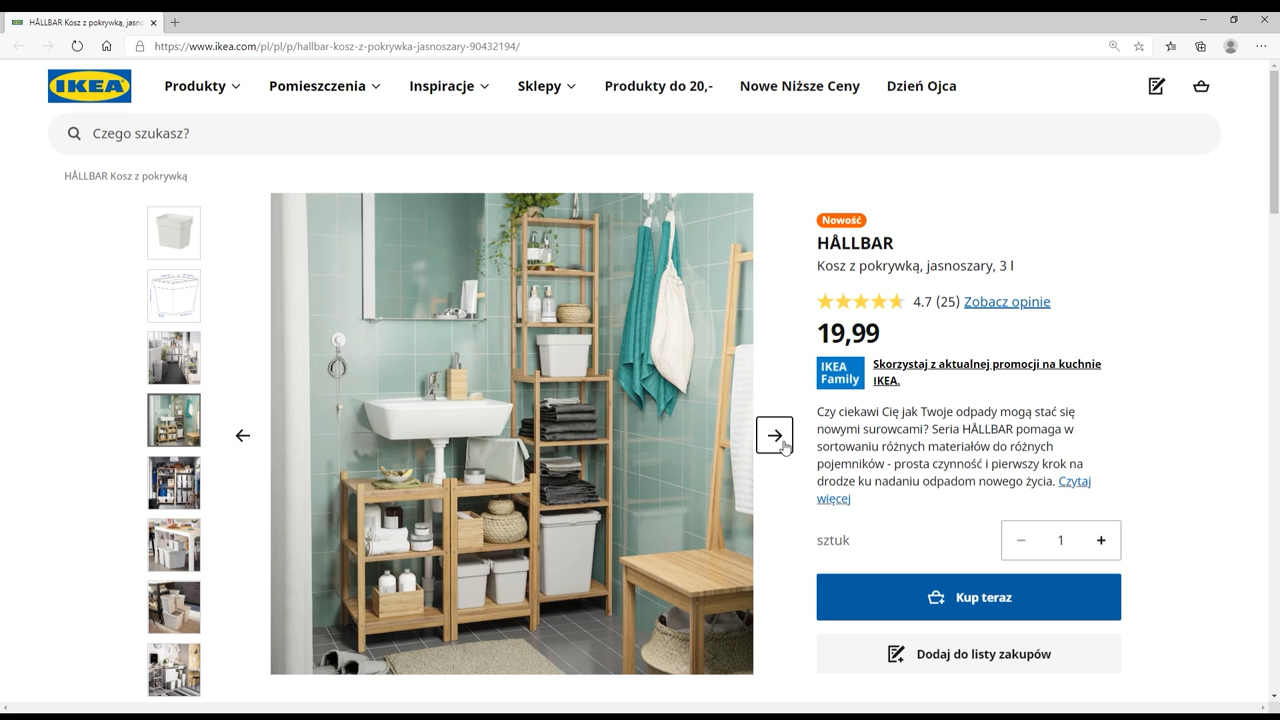 HÅLLBAR Kosz z pokrywką, jasno
https://www.ikea.com/pl/pl/p/hallbar-kosz-z-pokrywka-jasnoszary-90432194/
IKEA
Produkty
Pomieszczenia
Inspiracje
Sklepy
Produkty do 20,-
Nowe Niższe Ceny
Dzień Ojca
Czego szukasz?
HÅLLBAR Kosz z pokrywką
Nowość
HÅLLBAR
Kosz z pokrywką, jasnoszary, 3 l
4.7 (25) Zobacz opinie
19,99
IKEA
Family
Skorzystaj z aktualnej promocji na kuchnie
IKEA.
Czy ciekawi Cię jak Twoje odpady mogą stać się
nowymi surowcami? Seria HÅLLBAR pomaga w
sortowaniu różnych materiałów do różnych
pojemników - prosta czynność i pierwszy krok na
drodze ku nadaniu odpadom nowego życia. Czytaj
więcej
sztuk
− 1 +
Kup teraz
Dodaj do listy zakupów